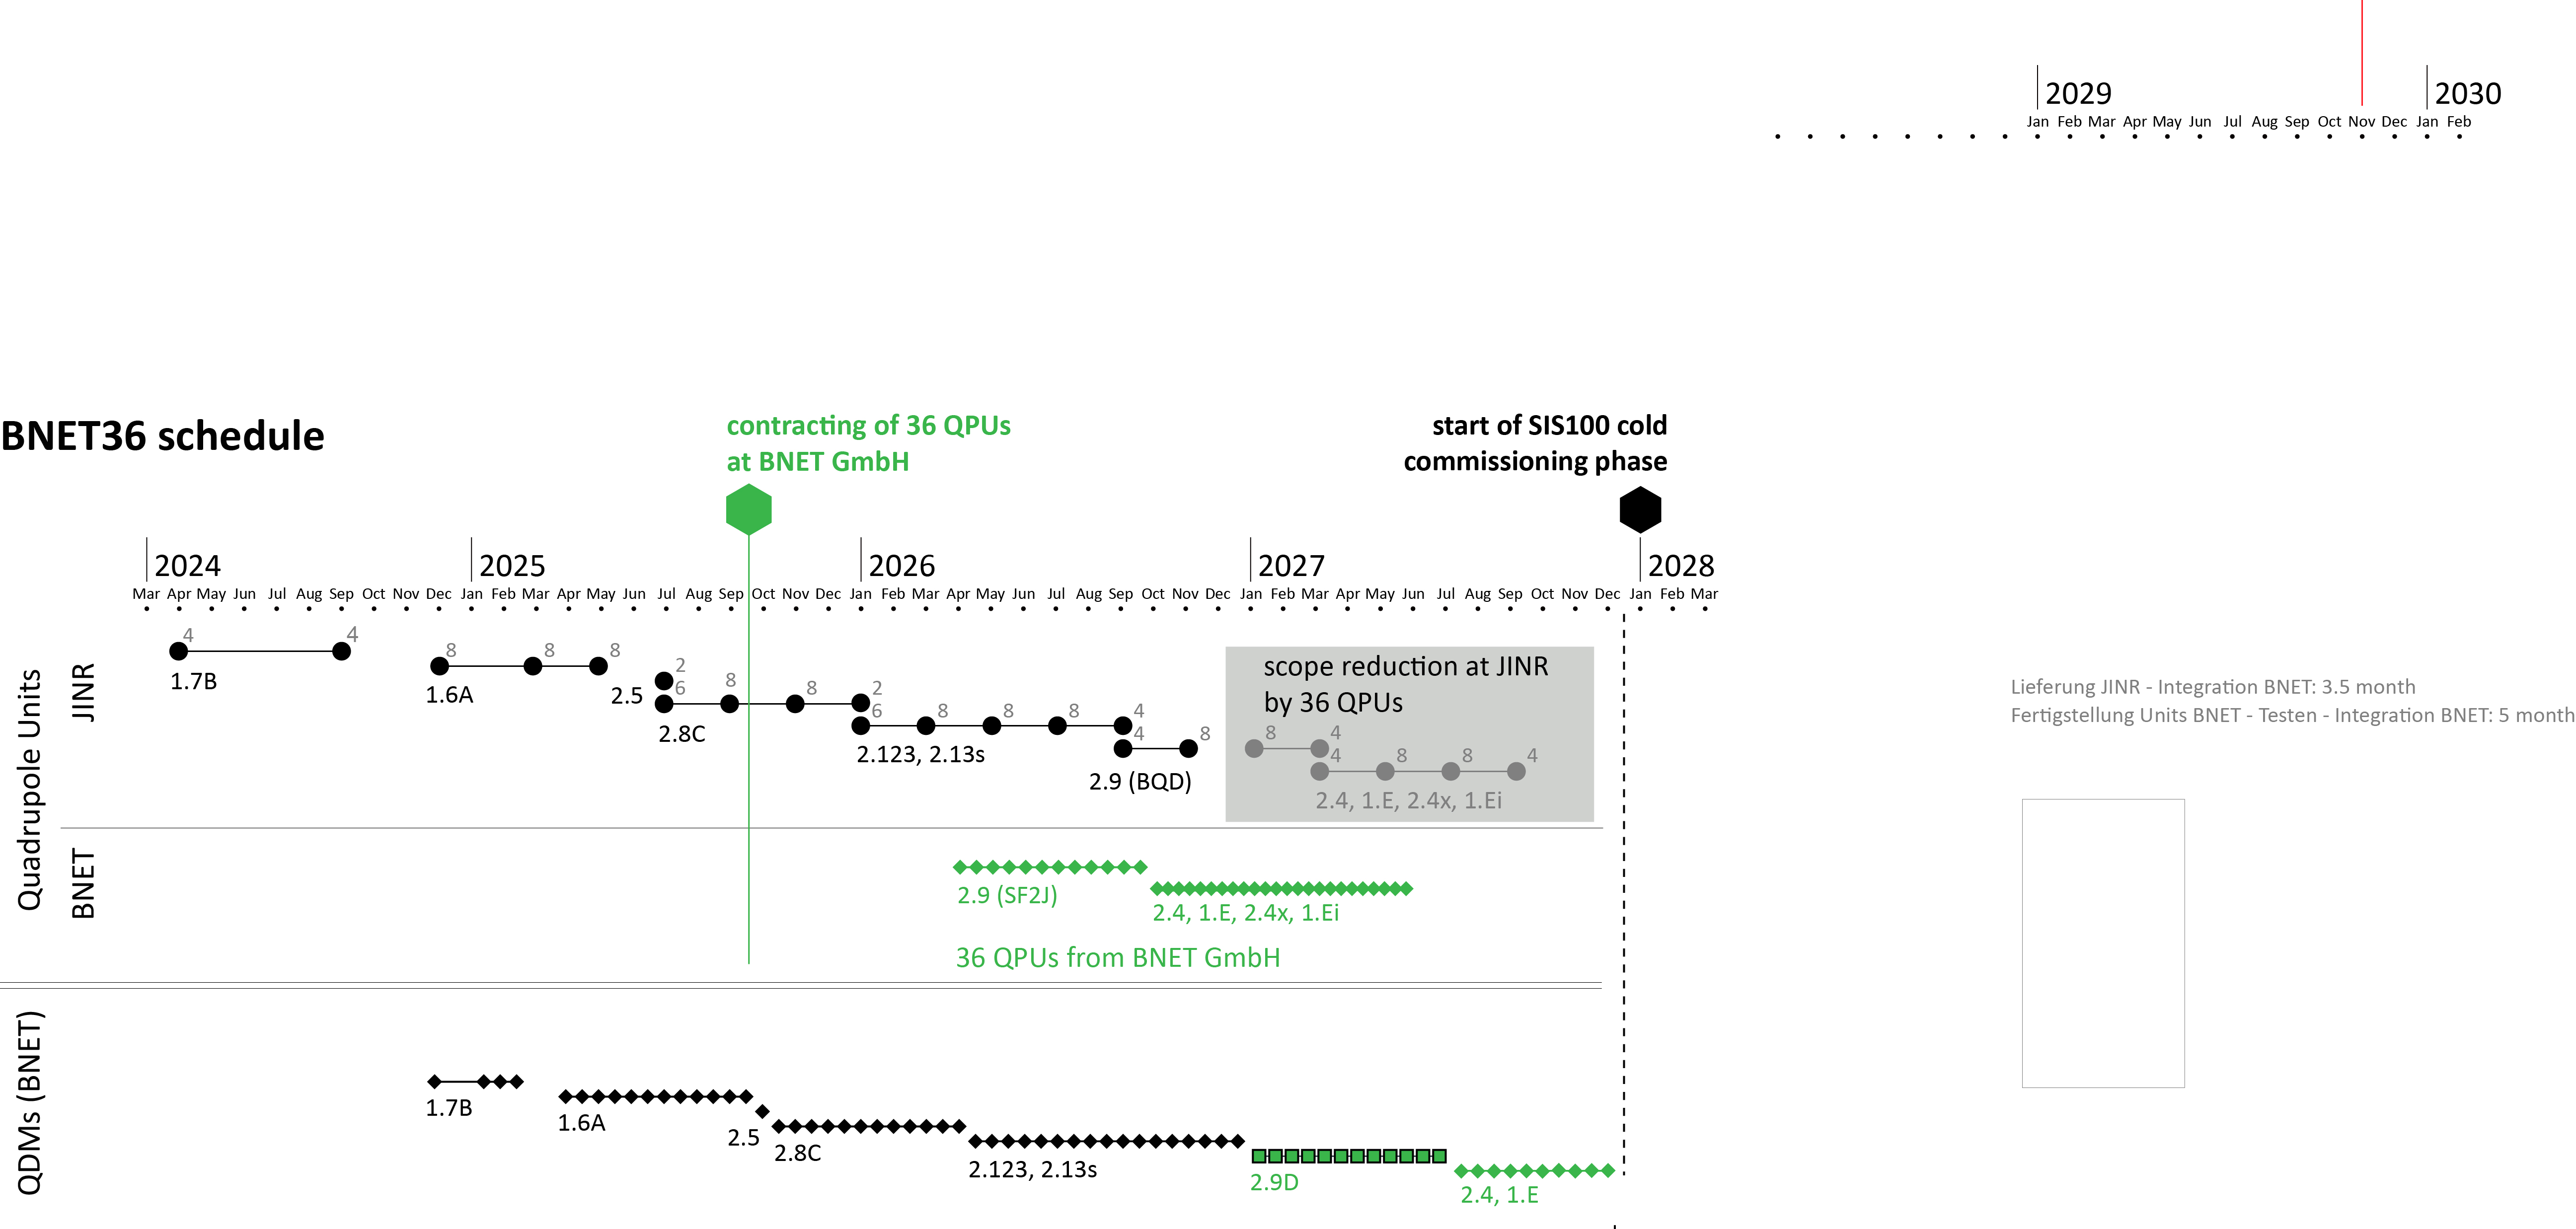 2029 2030
Jan Feb Mar Apr May Jun Jul Aug Sep Oct Nov Dec Jan Feb
BNET36 schedule
contracting of 36 QPUs
at BNET GmbH
start of SIS100 cold
commissioning phase
2024 2025 2026 2027 2028
Mar Apr May Jun Jul Aug Sep Oct Nov Dec Jan Feb Mar Apr May Jun Jul Aug Sep Oct Nov Dec Jan Feb Mar Apr May Jun Jul Aug Sep Oct Nov Dec Jan Feb Mar Apr May Jun Jul Aug Sep Oct Nov Dec Jan Feb Mar
Quadrupole Units
JINR
4 4
1.7B
8 8 8
1.6A
2
2.5
6 8 8 2
2.8C
6 8 8 8 4
2.123, 2.13s
4 8
2.9 (BQD)
scope reduction at JINR
by 36 QPUs
8 4
4 8 8 4
2.4, 1.E, 2.4x, 1.Ei
Lieferung JINR - Integration BNET: 3.5 month
Fertigstellung Units BNET - Testen - Integration BNET: 5 month
BNET
2.9 (SF2J)
2.4, 1.E, 2.4x, 1.Ei
36 QPUs from BNET GmbH
QDMs (BNET)
1.7B
1.6A
2.5
2.8C
2.123, 2.13s
2.9D
2.4, 1.E